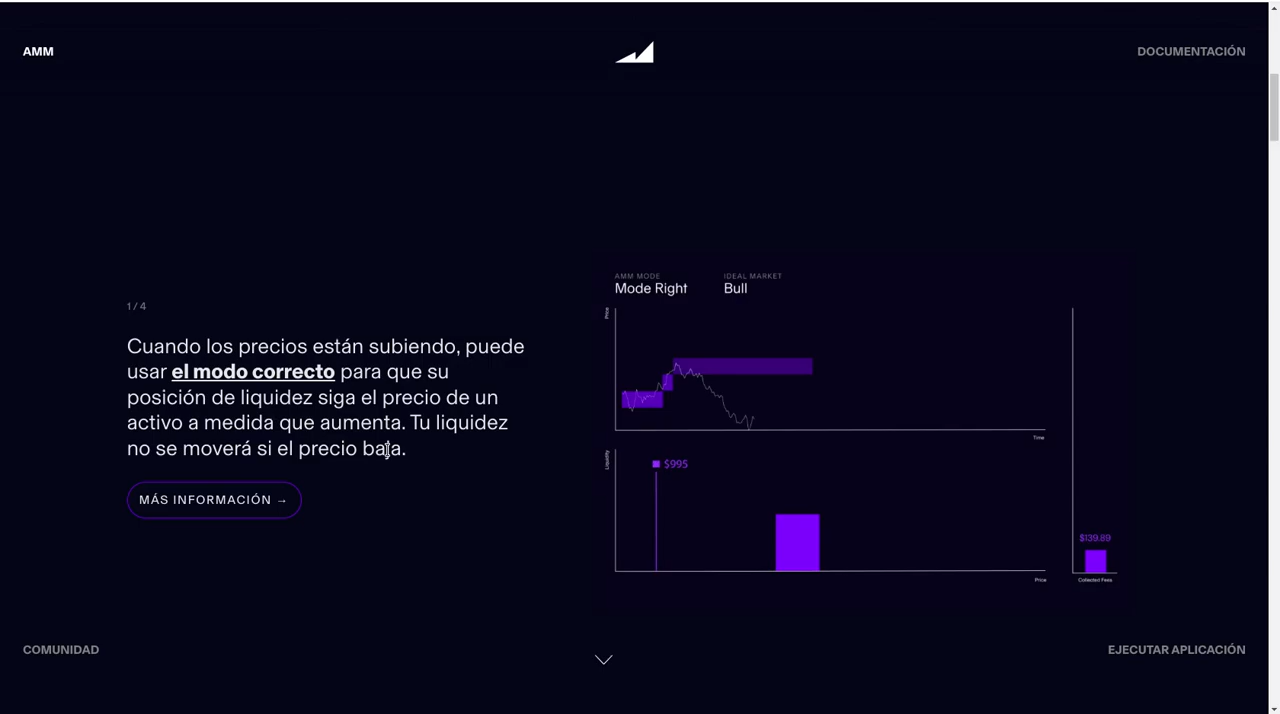 AMM
DOCUMENTACIÓN
1 / 4
Cuando los precios están subiendo, puede
usar el modo correcto para que su
posición de liquidez siga el precio de un
activo a medida que aumenta. Tu liquidez
no se moverá si el precio baja.
MÁS INFORMACIÓN →
AMM MODE
Mode Right
IDEAL MARKET
Bull
Price
Time
Liquidity
$995
Price
$139.89
Collected Fees
COMUNIDAD
EJECUTAR APLICACIÓN